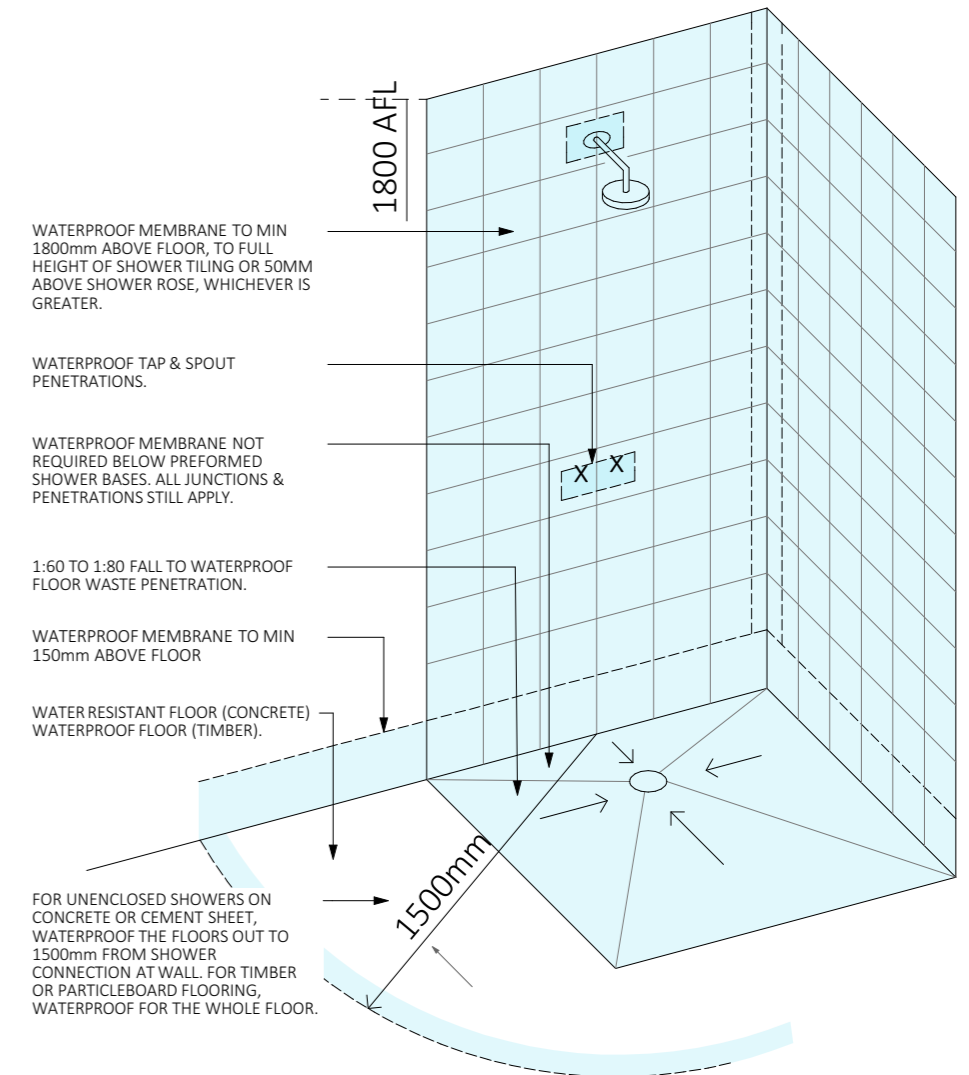 1800 AFL
WATERPROOF MEMBRANE TO MIN
1800mm ABOVE FLOOR, TO FULL
HEIGHT OF SHOWER TILING OR 50MM
ABOVE SHOWER ROSE, WHICHEVER IS
GREATER.
WATERPROOF TAP & SPOUT
PENETRATIONS.
X X
WATERPROOF MEMBRANE NOT
REQUIRED BELOW PREFORMED
SHOWER BASES. ALL JUNCTIONS &
PENETRATIONS STILL APPLY.
1:60 TO 1:80 FALL TO WATERPROOF
FLOOR WASTE PENETRATION.
WATERPROOF MEMBRANE TO MIN
150mm ABOVE FLOOR
WATER RESISTANT FLOOR (CONCRETE)
WATERPROOF FLOOR (TIMBER).
1500mm
FOR UNENCLOSED SHOWERS ON
CONCRETE OR CEMENT SHEET,
WATERPROOF THE FLOORS OUT TO
1500mm FROM SHOWER
CONNECTION AT WALL. FOR TIMBER
OR PARTICLEBOARD FLOORING,
WATERPROOF FOR THE WHOLE FLOOR.